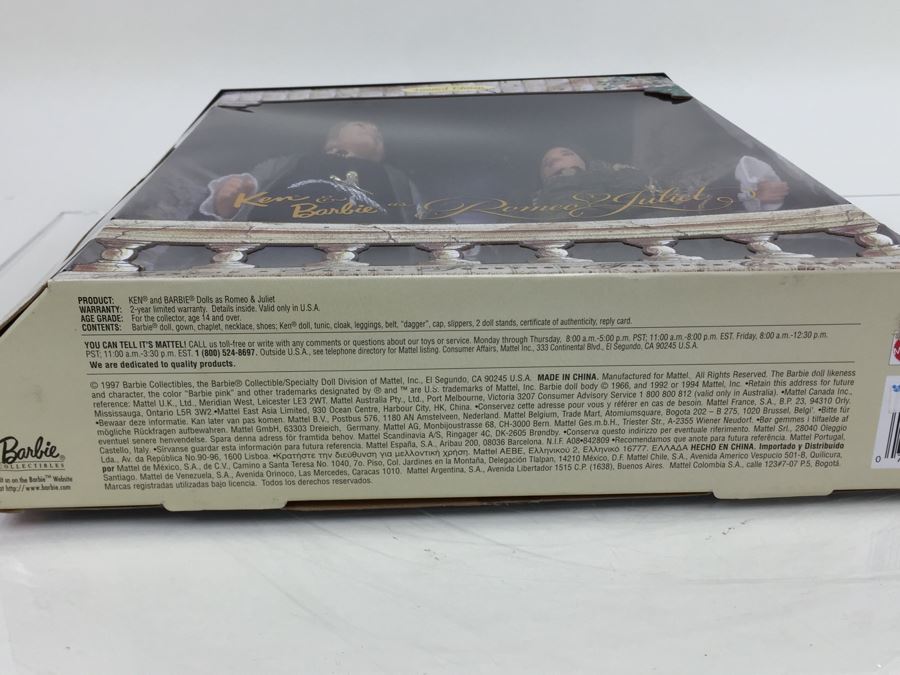 Ken & Barbie as Romeo & Juliet
PRODUCT: KEN® and BARBIE® Dolls as Romeo & Juliet
WARRANTY: 2-year limited warranty. Details inside. Valid only in U.S.A.
AGE GRADE: For the collector, age 14 and over.
CONTENTS: Barbie® doll, gown, chaplet, necklace, shoes; Ken® doll, tunic, cloak, leggings, belt, "dagger", cap, slippers, 2 doll stands, certificate of authenticity, reply card.
YOU CAN TELL IT'S MATTEL! CALL us toll-free or write with any comments or questions about our toys or service. Monday through Thursday, 8:00 a.m.-5:00 p.m. PST; 11:00 a.m.-8:00 p.m. EST. Friday, 8:00 a.m.-12:30 p.m.
PST; 11:00 a.m.-3:30 p.m. EST. 1 (800) 524-8697. Outside U.S.A., see telephone directory for Mattel listing. Consumer Affairs, Mattel, Inc., 333 Continental Blvd., El Segundo, CA 90245 U.S.A.
We are dedicated to quality products.
© 1997 Barbie Collectibles, the Barbie® Collectible/Specialty Doll Division of Mattel, Inc., El Segundo, CA 90245 U.S.A. MADE IN CHINA. Manufactured for Mattel. All Rights Reserved. The Barbie doll likeness
and character, the color "Barbie pink" and other trademarks designated by ® and ™ are U.S. trademarks of Mattel, Inc. Barbie doll body © 1966, and 1992 or 1994 Mattel, Inc. •Retain this address for future
reference: Mattel U.K., Ltd., Meridian West, Leicester LE3 2WT. Mattel Australia Pty., Ltd., Port Melbourne, Victoria 3207 Consumer Advisory Service 1 800 800 812 (valid only in Australia). •Mattel Canada Inc.,
Mississauga, Ontario L5R 3W2.•Mattel East Asia Limited, 930 Ocean Centre, Harbour City, HK, China. •Conservez cette adresse pour vous y référer en cas de besoin. Mattel France, S.A., B.P. 23, 94310 Orly.
•Bewaar deze informatie. Kan later van pas komen. Mattel B.V., Postbus 576, 1180 AN Amstelveen, Nederland. Mattel Belgium, Trade Mart, Atomiumsquare, Bogota 202 – B 275, 1020 Brussel, Belgi'. •Bitte für
mögliche Rückfragen aufbewahren. Mattel GmbH, 63303 Dreieich, Germany. Mattel AG, Monbijoustrasse 68, CH-3000 Bern. Mattel Ges.m.b.H., Triester Str., A-2355 Wiener Neudorf. •Bør gemmes i tilfælde af
eventuel senere henvendelse. Spara denna adress för framtida behov. Mattel Scandinavia A/S, Ringager 4C, DK-2605 Brøndby. •Conserva questo indirizzo per eventuale riferimento. Mattel Srl., 28040 Oleggio
Castello, Italy •Sírvanse guardar esta información para futura referencia. Mattel España, S.A., Aribau 200, 08036 Barcelona. N.I.F. A08•842809 •Recomendamos que anote para futura referência. Mattel Portugal,
Lda., Av. da República No.90-96, 1600 Lisboa. •Κρατήστε την διεύθυνση για μελλοντική χρήση. Mattel AEBE, Ελληνικού 2, Ελληνικό 16777. ΕΛΛΑΔΑ HECHO EN CHINA. Importado y Distribuido
por Mattel de México, S.A., de C.V., Camino a Santa Teresa No. 1040, 7o. Piso, Col. Jardines en la Montaña, Delegación Tlalpan, 14210 México, D.F. Mattel Chile, S.A., Avenida Americo Vespucio 501-B, Quilicura,
Santiago. Mattel de Venezuela, S.A., Avenida Orinoco, Las Mercedes, Caracas 1010. Mattel Argentina, S.A., Avenida Libertador 1515 C.P. (1638), Buenos Aires. Mattel Colombia S.A., calle 123#7-07 P.5, Bogotá.
Marcas registradas utilizadas bajo licencia. Todos los derechos reservados.
Barbie
COLLECTIBLES
it us on the Barbie™ Website
at http://www.barbie.com
0